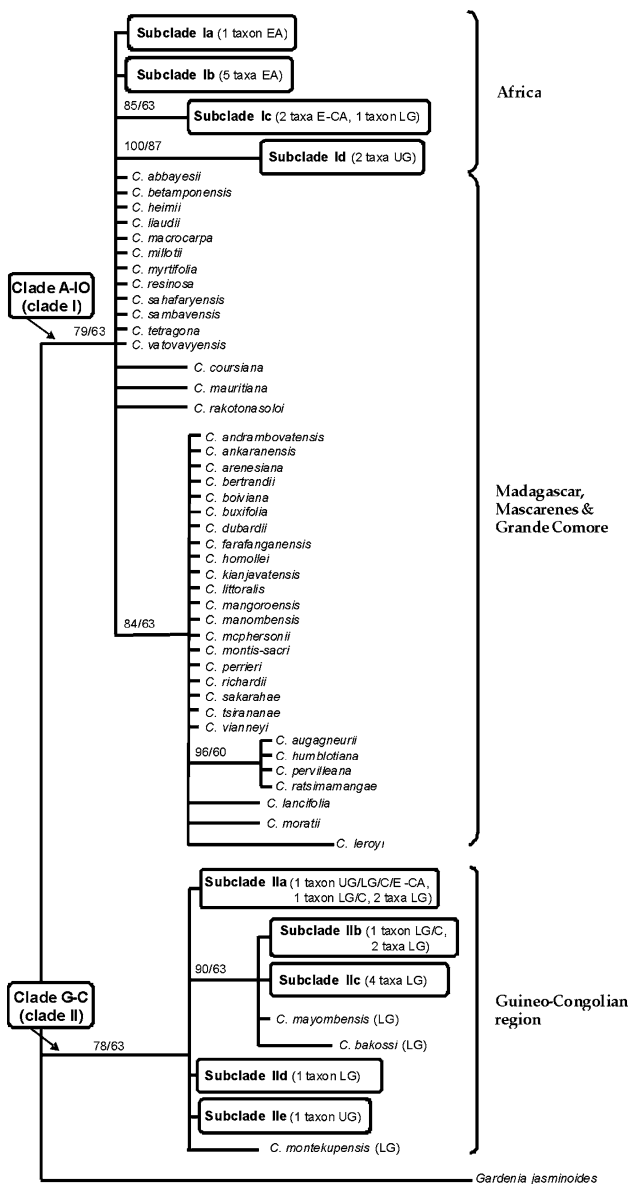 Subclade Ia (1 taxon EA)
Subclade Ib (5 taxa EA)
85/63
Subclade Ic (2 taxa E-CA, 1 taxon LG)
100/87
Subclade Id (2 taxa UG)
Africa
C. abbayesii
C. betamponensis
C. heimii
C. liaudii
C. macrocarpa
C. millotii
C. myrtifolia
C. resinosa
C. sahafaryensis
C. sambavensis
C. tetragona
C. vatovavyensis
Clade A-IO
(clade I)
79/63
C. coursiana
C. mauritiana
C. rakotonasoloi
C. andrambovatensis
C. ankaranensis
C. arenesiana
C. bertrandii
C. boiviana
C. buxifolia
C. dubardii
C. farafanganensis
C. homollei
C. kianjavatensis
C. littoralis
C. mangoroensis
C. manombensis
84/63
C. mcphersonii
C. montis-sacri
C. perrieri
C. richardii
C. sakarahae
C. tsirananae
C. vianneyi
96/60
C. augagneurii
C. humblotiana
C. pervilleana
C. ratsimamangae
C. lancifolia
C. moratii
C. leroyi
Madagascar,
Mascarenes &
Grande Comore
Subclade IIa (1 taxon UG/LG/C/E -CA,
1 taxon LG/C, 2 taxa LG)
Subclade IIb (1 taxon LG/C,
2 taxa LG)
90/63
Subclade IIc (4 taxa LG)
C. mayombensis (LG)
C. bakossi (LG)
Clade G-C
(clade II)
78/63
Subclade IId (1 taxon LG)
Subclade IIe (1 taxon UG)
C. montekupensis (LG)
Guineo-Congolian
region
Gardenia jasminoides